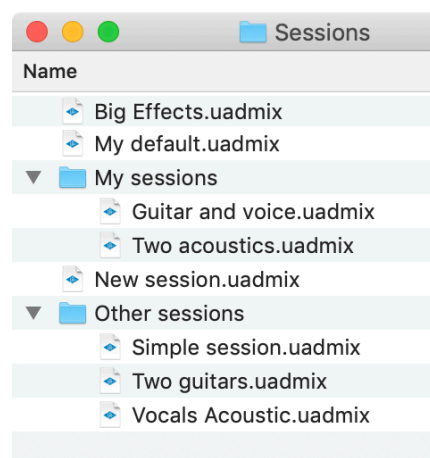 Sessions
Name
Big Effects.uadmix
My default.uadmix
My sessions
Guitar and voice.uadmix
Two acoustics.uadmix
New session.uadmix
Other sessions
Simple session.uadmix
Two guitars.uadmix
Vocals Acoustic.uadmix